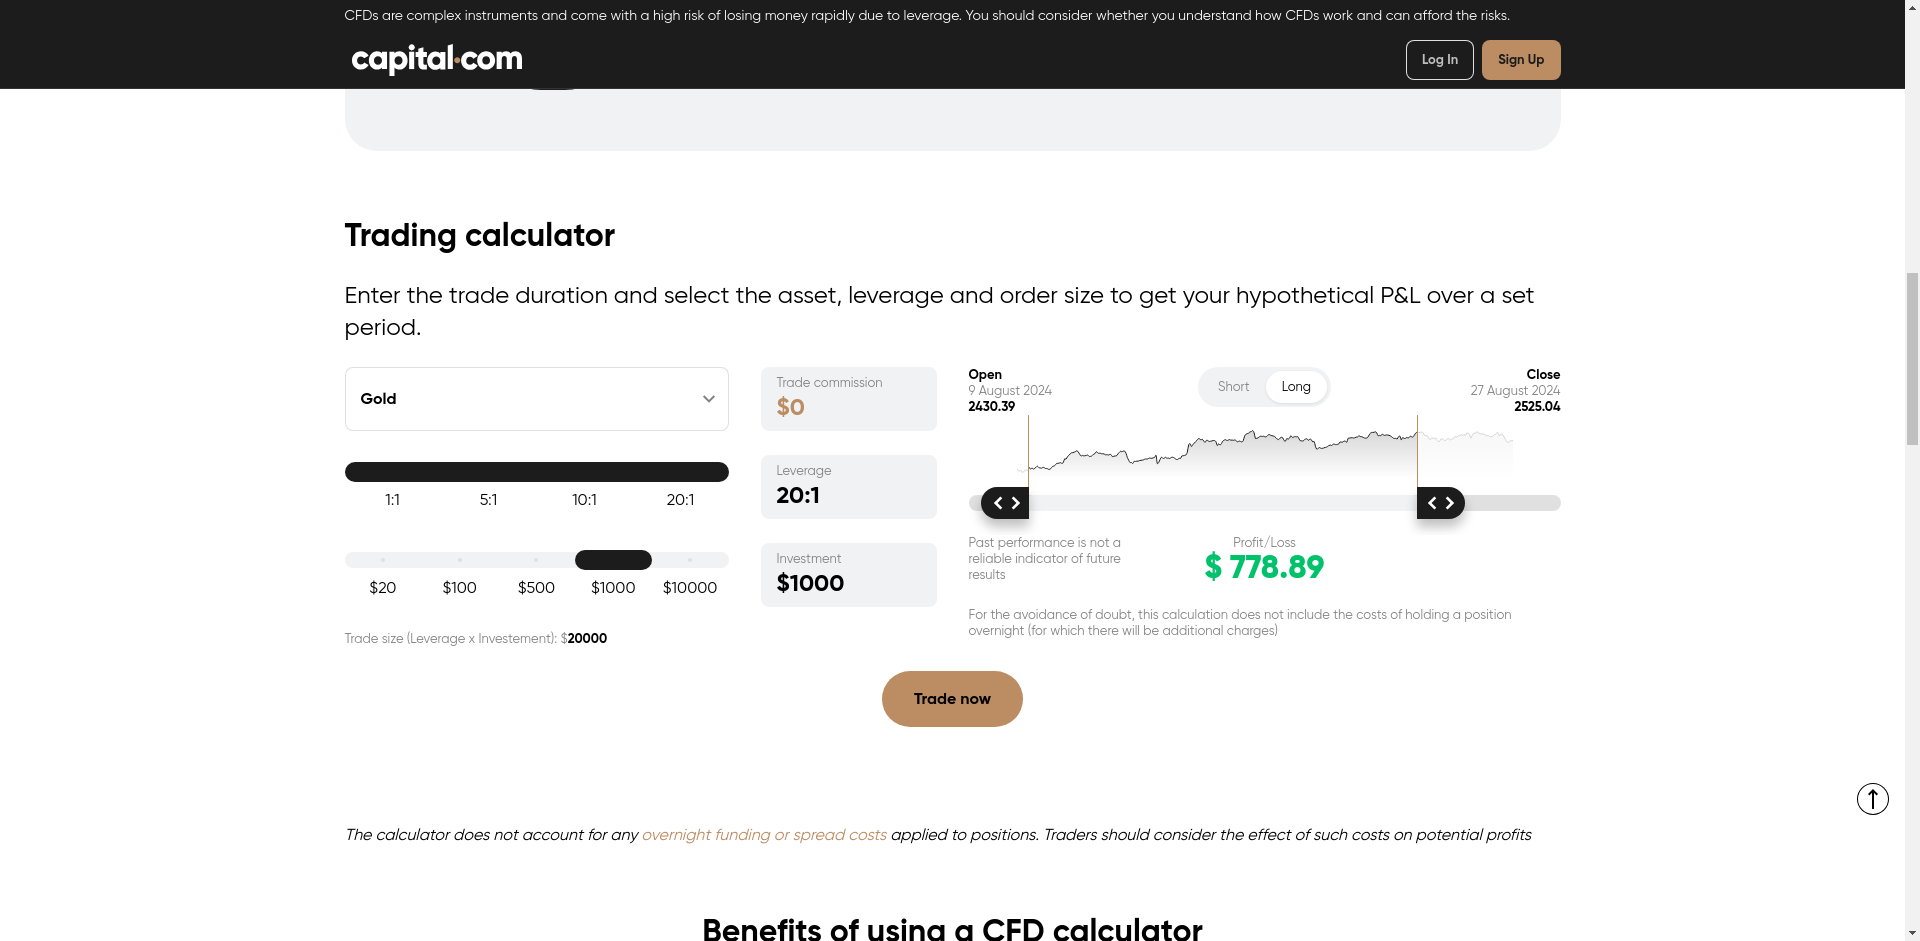 CFDs are complex instruments and come with a high risk of losing money rapidly due to leverage. You should consider whether you understand how CFDs work and can afford the risks.
capital.com
Log In
Sign Up
Trading calculator
Enter the trade duration and select the asset, leverage and order size to get your hypothetical P&L over a set
period.
Gold
1:1
5:1
10:1
20:1
$20
$100
$500
$1000
$10000
Trade size (Leverage x Investement): $20000
Trade commission
$0
Leverage
20:1
Investment
$1000
Open
9 August 2024
2430.39
Short
Long
Close
27 August 2024
2525.04
Past performance is not a
reliable indicator of future
results
Profit/Loss
$ 778.89
For the avoidance of doubt, this calculation does not include the costs of holding a position
overnight (for which there will be additional charges)
Trade now
The calculator does not account for any overnight funding or spread costs applied to positions. Traders should consider the effect of such costs on potential profits
Benefits of using a CFD calculator